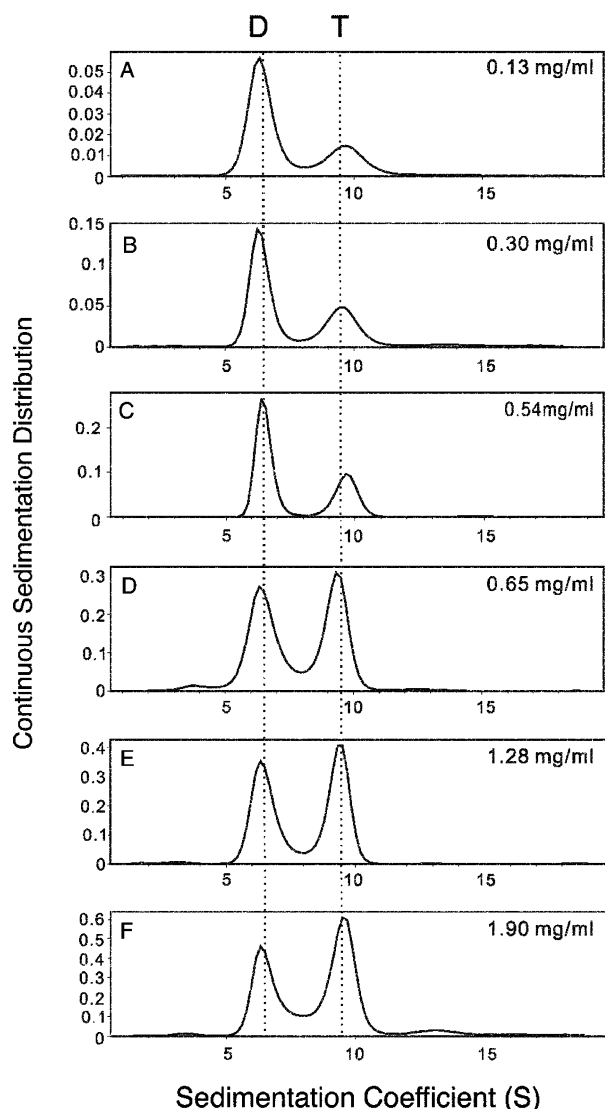 D T
A 0.13 mg/ml
0.05
0.04
0.03
0.02
0.01
0
5 10 15
B 0.30 mg/ml
0.15
0.1
0.05
0
5 10 15
C 0.54mg/ml
0.2
0.1
0
5 10 15
D 0.65 mg/ml
0.3
0.2
0.1
0
5 10 15
E 1.28 mg/ml
0.4
0.3
0.2
0.1
0
5 10 15
F 1.90 mg/ml
0.6
0.5
0.4
0.3
0.2
0.1
0
5 10 15
Continuous Sedimentation Distribution
Sedimentation Coefficient (S)